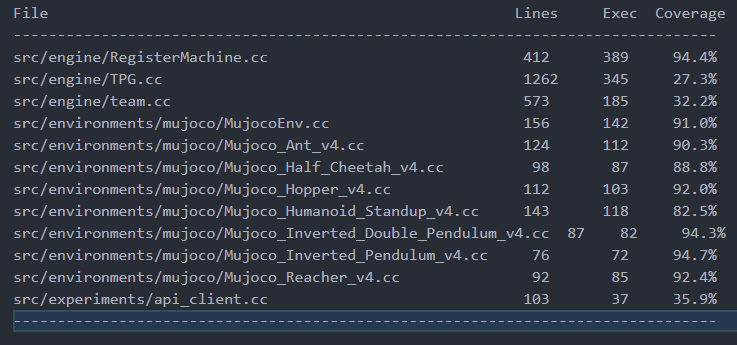 File Lines Exec Coverage
--------------------------------------------------------------------------------
src/engine/RegisterMachine.cc 412 389 94.4%
src/engine/TPG.cc 1262 345 27.3%
src/engine/team.cc 573 185 32.2%
src/environments/mujoco/MujocoEnv.cc 156 142 91.0%
src/environments/mujoco/Mujoco_Ant_v4.cc 124 112 90.3%
src/environments/mujoco/Mujoco_Half_Cheetah_v4.cc 98 87 88.8%
src/environments/mujoco/Mujoco_Hopper_v4.cc 112 103 92.0%
src/environments/mujoco/Mujoco_Humanoid_Standup_v4.cc 143 118 82.5%
src/environments/mujoco/Mujoco_Inverted_Double_Pendulum_v4.cc 87 82 94.3%
src/environments/mujoco/Mujoco_Inverted_Pendulum_v4.cc 76 72 94.7%
src/environments/mujoco/Mujoco_Reacher_v4.cc 92 85 92.4%
src/experiments/api_client.cc 103 37 35.9%
--------------------------------------------------------------------------------